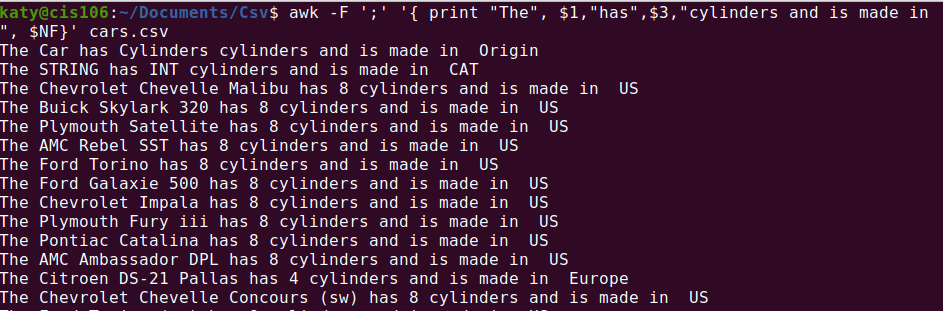 katy@cis106:~/Documents/Csv$ awk -F ';' '{ print "The", $1,"has",$3,"cylinders and is made in
", $NF}' cars.csv
The Car has Cylinders cylinders and is made in  Origin
The STRING has INT cylinders and is made in  CAT
The Chevrolet Chevelle Malibu has 8 cylinders and is made in  US
The Buick Skylark 320 has 8 cylinders and is made in  US
The Plymouth Satellite has 8 cylinders and is made in  US
The AMC Rebel SST has 8 cylinders and is made in  US
The Ford Torino has 8 cylinders and is made in  US
The Ford Galaxie 500 has 8 cylinders and is made in  US
The Chevrolet Impala has 8 cylinders and is made in  US
The Plymouth Fury iii has 8 cylinders and is made in  US
The Pontiac Catalina has 8 cylinders and is made in  US
The AMC Ambassador DPL has 8 cylinders and is made in  US
The Citroen DS-21 Pallas has 4 cylinders and is made in  Europe
The Chevrolet Chevelle Concours (sw) has 8 cylinders and is made in  US